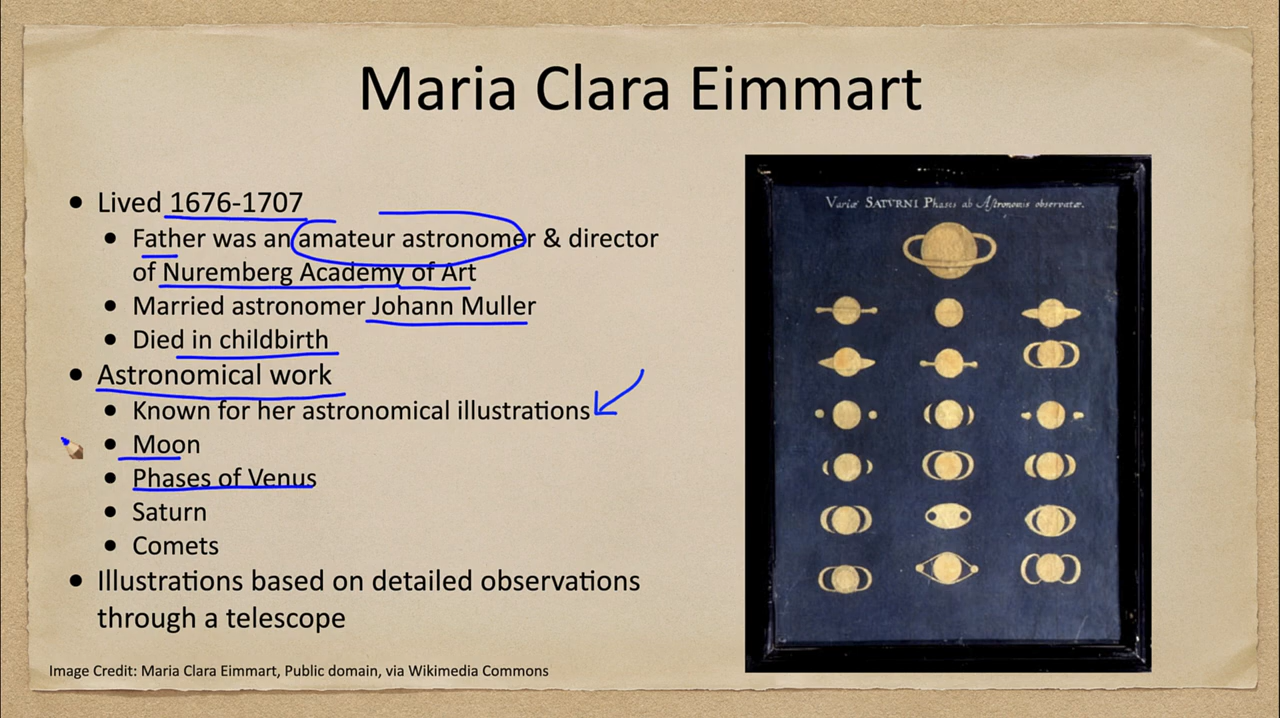 Maria Clara Eimmart
• Lived 1676-1707
• Father was an amateur astronomer & director
of Nuremberg Academy of Art
• Married astronomer Johann Muller
• Died in childbirth
• Astronomical work
• Known for her astronomical illustrations
• Moon
• Phases of Venus
• Saturn
• Comets
• Illustrations based on detailed observations
through a telescope
Image Credit: Maria Clara Eimmart, Public domain, via Wikimedia Commons
Variæ SATVRNI Phases ab Astronomis observatæ.